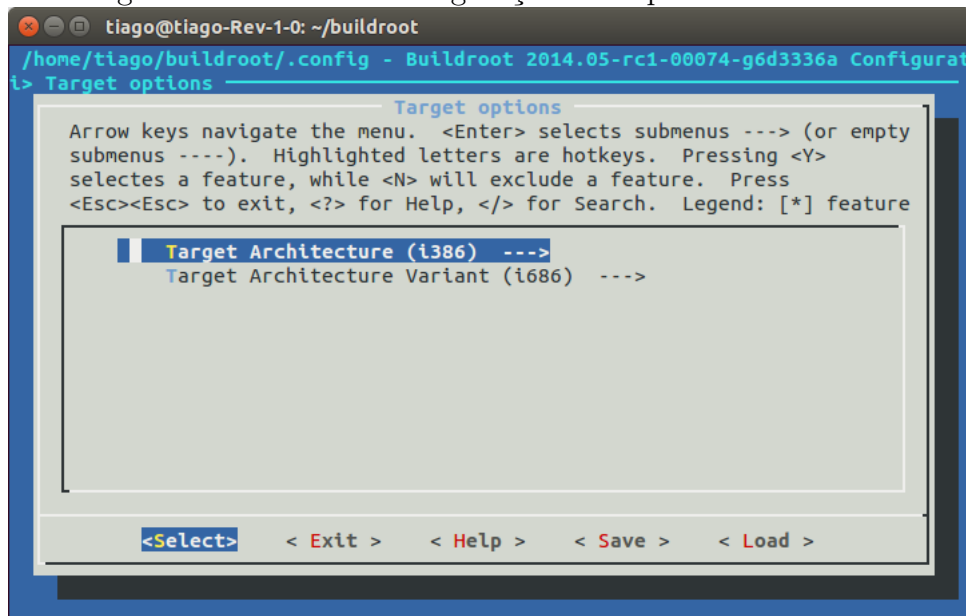 tiago@tiago-Rev-1-0: ~/buildroot
/home/tiago/buildroot/.config - Buildroot 2014.05-rc1-00074-g6d3336a Configurat
i> Target options
Target options
Arrow keys navigate the menu.  <Enter> selects submenus ---> (or empty
submenus ----).  Highlighted letters are hotkeys.  Pressing <Y>
selectes a feature, while <N> will exclude a feature.  Press
<Esc><Esc> to exit, <?> for Help, </> for Search.  Legend: [*] feature
Target Architecture (i386)  --->
Target Architecture Variant (i686)  --->
<Select>    < Exit >    < Help >    < Save >    < Load >